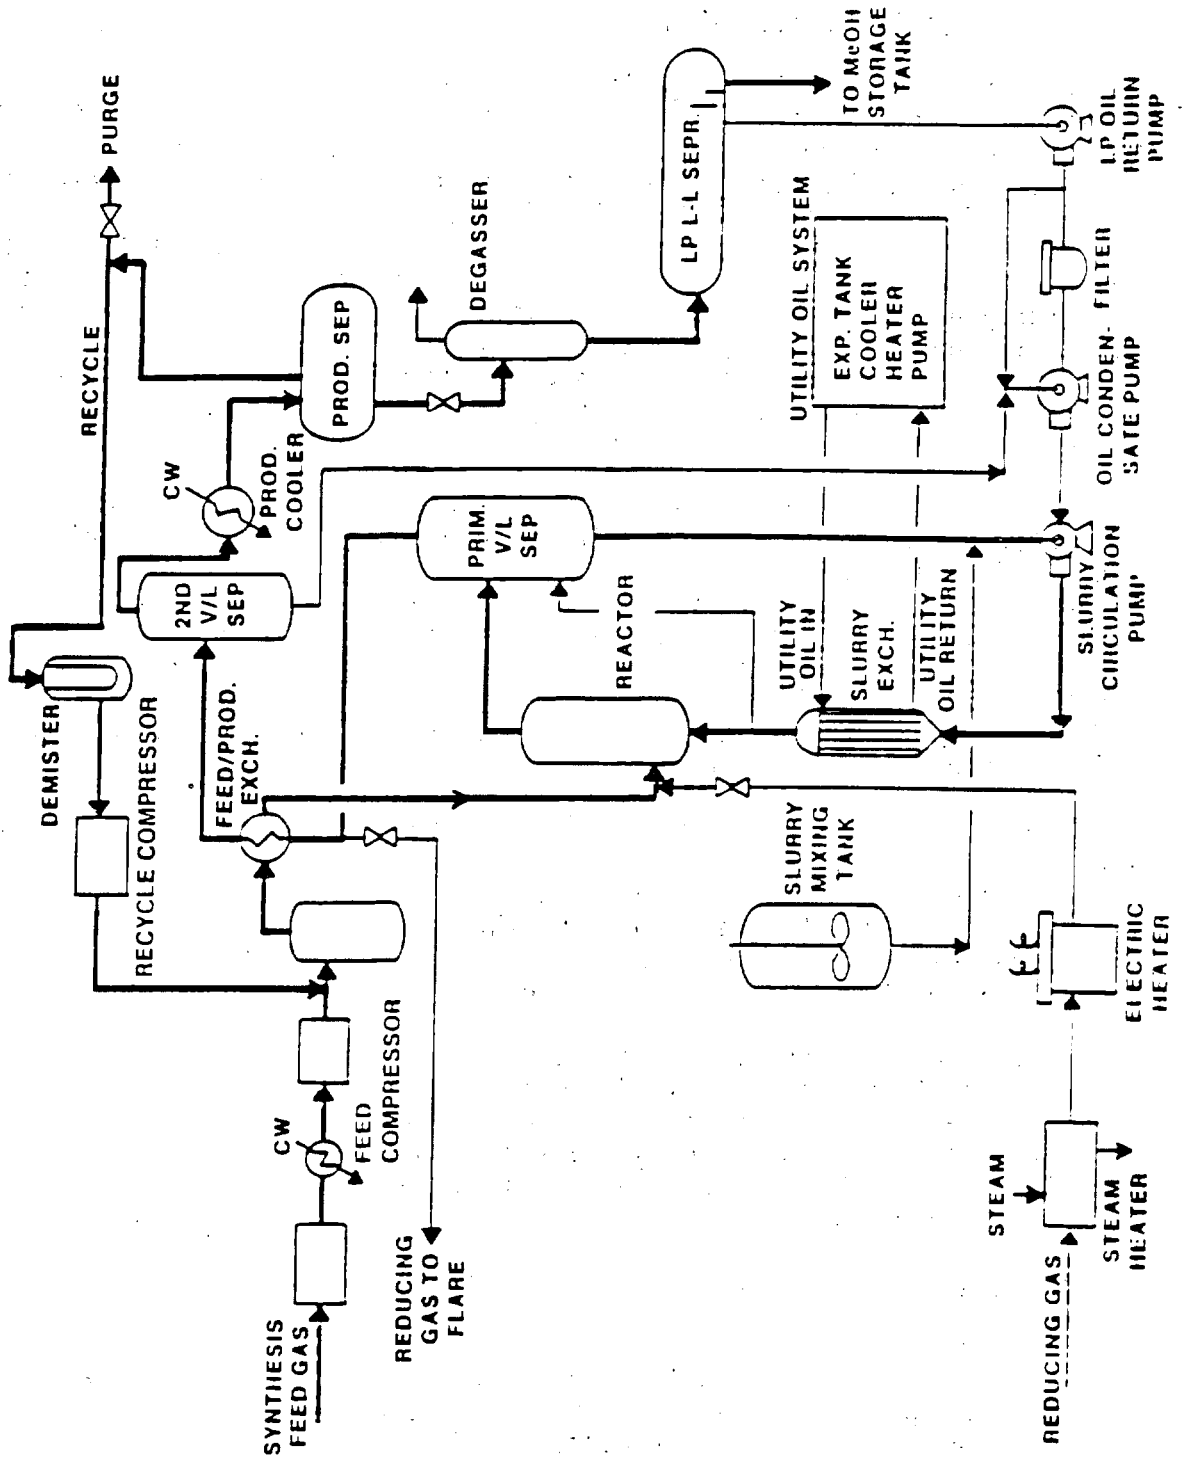 SYNTHESIS
FEED GAS
CW
FEED
COMPRESSOR
REDUCING
GAS TO
FLARE
DEMISTER
RECYCLE COMPRESSOR
FEED/PROD.
EXCH.
RECYCLE
PURGE
2ND
V/L
SEP
CW
PROD.
COOLER
PROD. SEP
DEGASSER
PRIM.
V/L
SEP
REACTOR
LP L-L SEPR.
TO MeOH
STORAGE
TANK
UTILITY OIL SYSTEM
EXP. TANK
COOLER
HEATER
PUMP
UTILITY
OIL IN
SLURRY
EXCH.
UTILITY
OIL RETURN
SLURRY
MIXING
TANK
REDUCING GAS
STEAM
STEAM
HEATER
ELECTRIC
HEATER
SLURRY
CIRCULATION
PUMP
OIL CONDEN-
SATE PUMP
FILTER
LP OIL
RETURN
PUMP